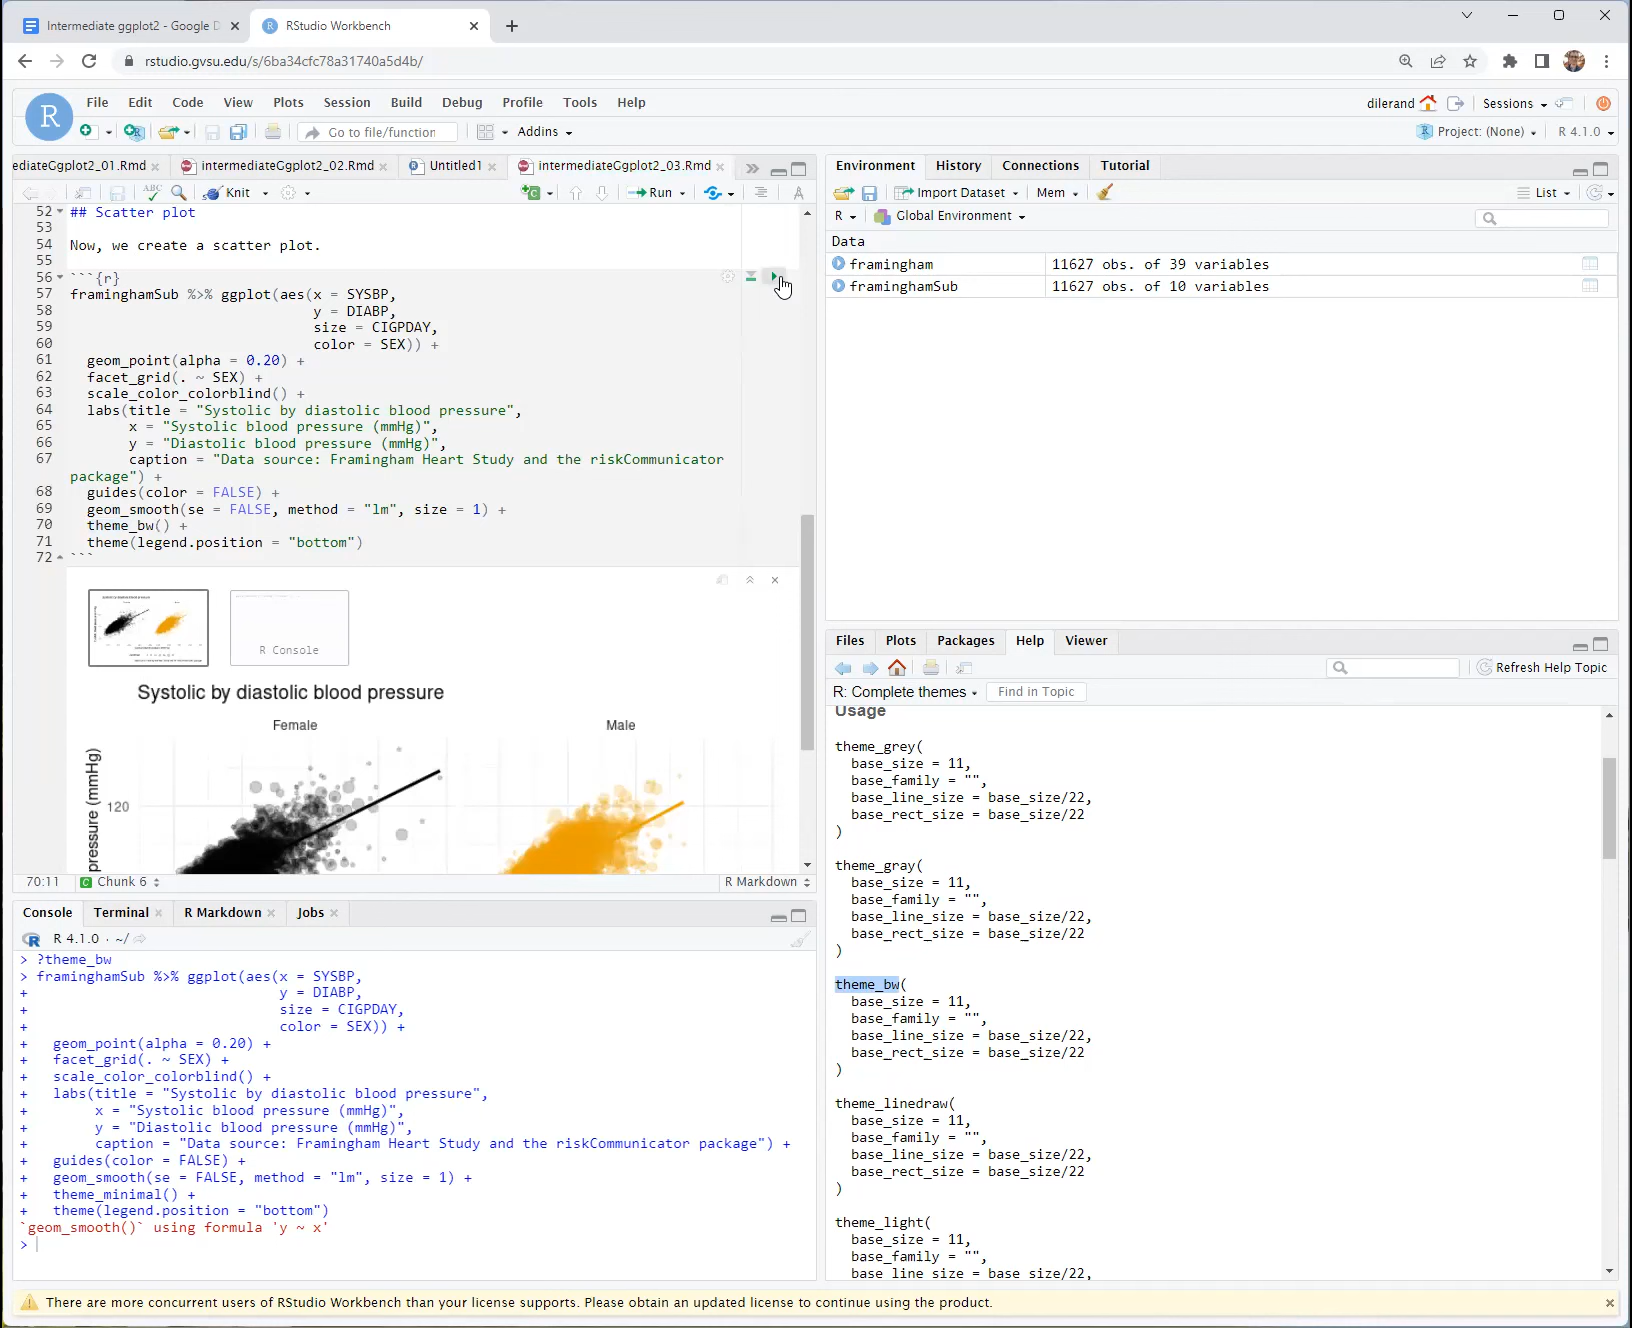 Intermediate ggplot2 - Google D
RStudio Workbench
rstudio.gvsu.edu/s/6ba34cfc78a31740a5d4b/
File Edit Code View Plots Session Build Debug Profile Tools Help
dilerand Sessions
Go to file/function Addins
Project: (None) R 4.1.0
ediateGgplot2_01.Rmd intermediateGgplot2_02.Rmd Untitled1 intermediateGgplot2_03.Rmd
ABC Knit Run
52 ## Scatter plot
53
54 Now, we create a scatter plot.
55
56 ```{r}
57 framinghamSub %>% ggplot(aes(x = SYSBP,
58 y = DIABP,
59 size = CIGPDAY,
60 color = SEX)) +
61 geom_point(alpha = 0.20) +
62 facet_grid(. ~ SEX) +
63 scale_color_colorblind() +
64 labs(title = "Systolic by diastolic blood pressure",
65 x = "Systolic blood pressure (mmHg)",
66 y = "Diastolic blood pressure (mmHg)",
67 caption = "Data source: Framingham Heart Study and the riskCommunicator
package") +
68 guides(color = FALSE) +
69 geom_smooth(se = FALSE, method = "lm", size = 1) +
70 theme_bw() +
71 theme(legend.position = "bottom")
72 ```
R Console
Systolic by diastolic blood pressure
Female Male
pressure (mmHg)
120
70:11 Chunk 6 R Markdown
Console Terminal R Markdown Jobs
R 4.1.0 · ~/
> ?theme_bw
> framinghamSub %>% ggplot(aes(x = SYSBP,
+ y = DIABP,
+ size = CIGPDAY,
+ color = SEX)) +
+ geom_point(alpha = 0.20) +
+ facet_grid(. ~ SEX) +
+ scale_color_colorblind() +
+ labs(title = "Systolic by diastolic blood pressure",
+ x = "Systolic blood pressure (mmHg)",
+ y = "Diastolic blood pressure (mmHg)",
+ caption = "Data source: Framingham Heart Study and the riskCommunicator package") +
+ guides(color = FALSE) +
+ geom_smooth(se = FALSE, method = "lm", size = 1) +
+ theme_minimal() +
+ theme(legend.position = "bottom")
`geom_smooth()` using formula 'y ~ x'
>
Environment History Connections Tutorial
Import Dataset Mem List
R Global Environment
Data
framingham 11627 obs. of 39 variables
framinghamSub 11627 obs. of 10 variables
Files Plots Packages Help Viewer
Refresh Help Topic
R: Complete themes Find in Topic
Usage
theme_grey(
base_size = 11,
base_family = "",
base_line_size = base_size/22,
base_rect_size = base_size/22
)
theme_gray(
base_size = 11,
base_family = "",
base_line_size = base_size/22,
base_rect_size = base_size/22
)
theme_bw(
base_size = 11,
base_family = "",
base_line_size = base_size/22,
base_rect_size = base_size/22
)
theme_linedraw(
base_size = 11,
base_family = "",
base_line_size = base_size/22,
base_rect_size = base_size/22
)
theme_light(
base_size = 11,
base_family = "",
base_line_size = base_size/22,
There are more concurrent users of RStudio Workbench than your license supports. Please obtain an updated license to continue using the product.